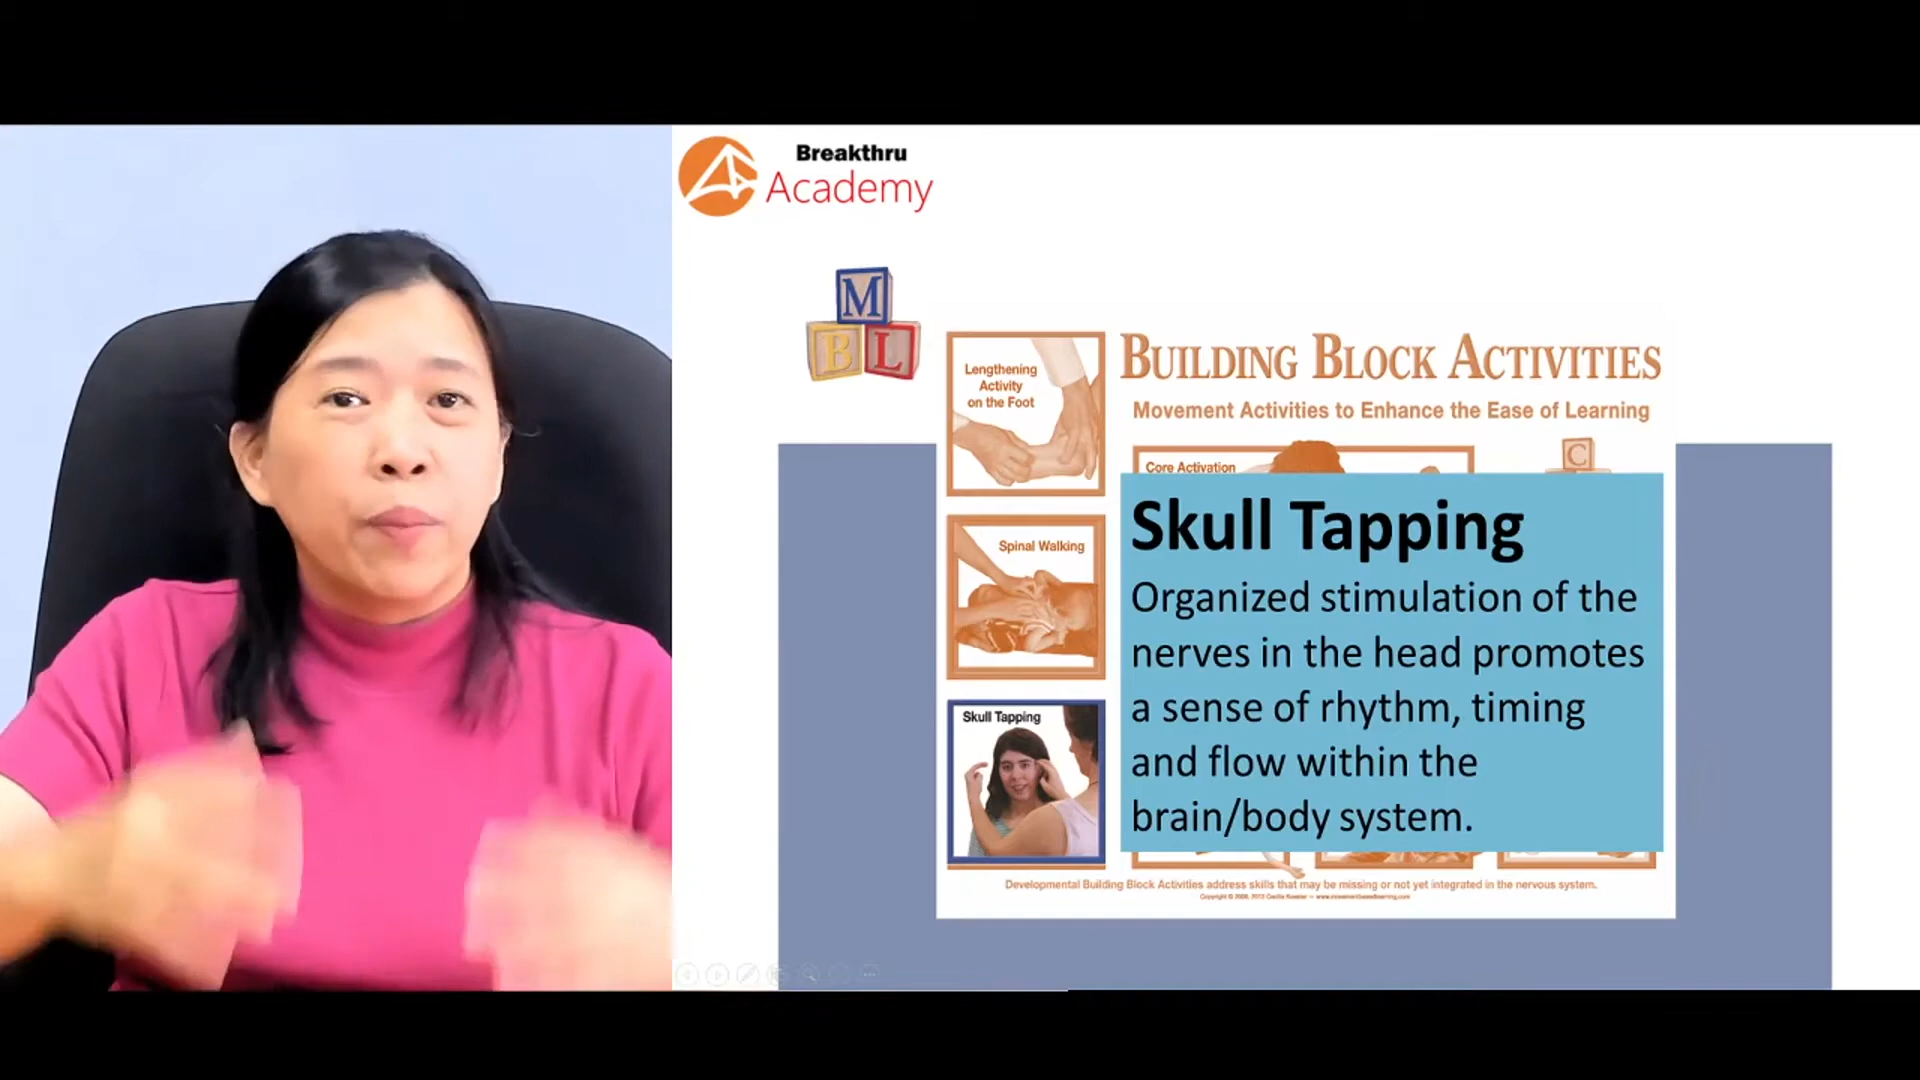 Breakthru
Academy
M
B L
Lengthening
Activity
on the Foot
BUILDING BLOCK ACTIVITIES
Movement Activities to Enhance the Ease of Learning
Core Activation
C
Spinal Walking
Skull Tapping
Skull Tapping
Organized stimulation of the
nerves in the head promotes
a sense of rhythm, timing
and flow within the
brain/body system.
Developmental Building Block Activities address skills that may be missing or not yet integrated in the nervous system.